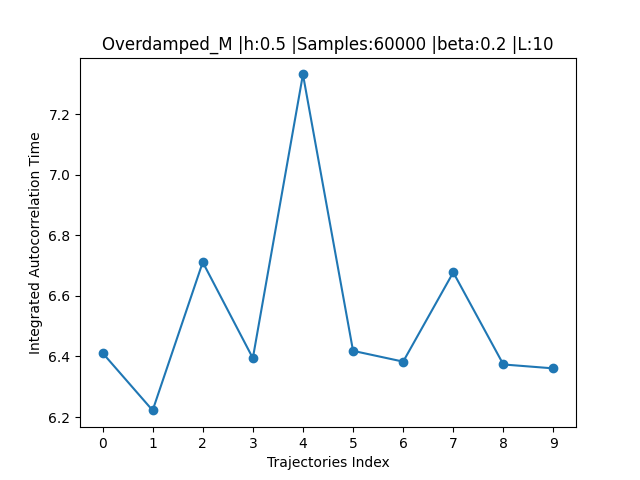 Overdamped_M |h:0.5 |Samples:60000 |beta:0.2 |L:10
Integrated Autocorrelation Time
7.2
7.0
6.8
6.6
6.4
6.2
0 1 2 3 4 5 6 7 8 9
Trajectories Index